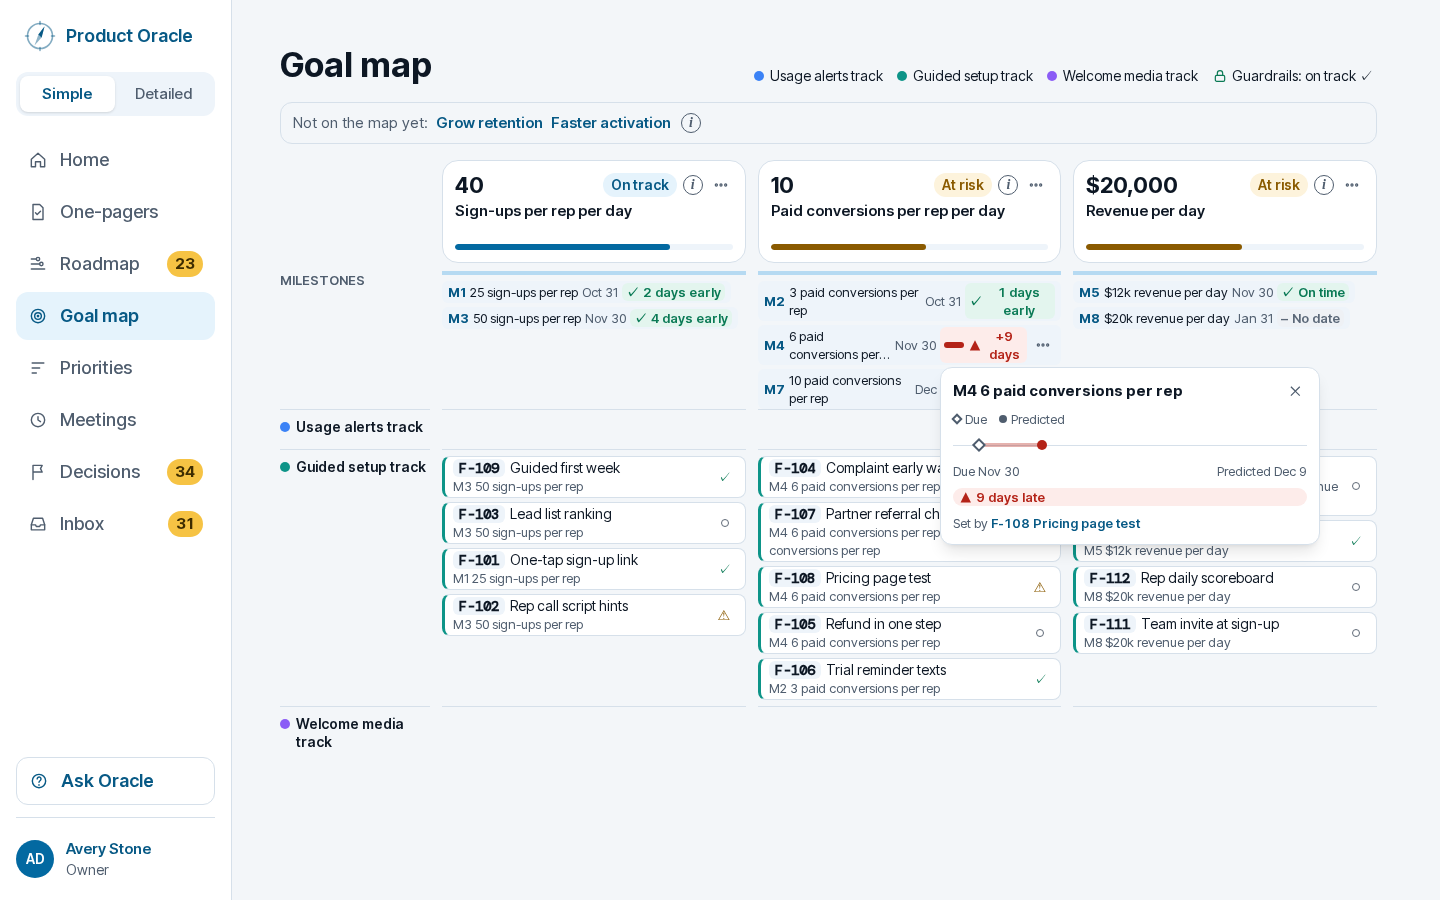 Product Oracle
Simple Detailed
Home
One-pagers
Roadmap 23
Goal map
Priorities
Meetings
Decisions 34
Inbox 31
Ask Oracle
AD
Avery Stone
Owner
Goal map
Usage alerts track Guided setup track Welcome media track Guardrails: on track ✓
Not on the map yet: Grow retention Faster activation i
40 On track i •••
Sign-ups per rep per day
10 At risk i •••
Paid conversions per rep per day
$20,000 At risk i •••
Revenue per day
MILESTONES
M1 25 sign-ups per rep Oct 31 ✓ 2 days early
M3 50 sign-ups per rep Nov 30 ✓ 4 days early
M2 3 paid conversions per rep Oct 31 ✓ 1 days early
M4 6 paid conversions per… Nov 30 ▲ +9 days •••
M7 10 paid conversions per rep Dec
M5 $12k revenue per day Nov 30 ✓ On time
M8 $20k revenue per day Jan 31 – No date
M4 6 paid conversions per rep
Due Predicted
Due Nov 30 Predicted Dec 9
▲ 9 days late
Set by F-108 Pricing page test
Usage alerts track
Guided setup track
F-109 Guided first week ✓
M3 50 sign-ups per rep
F-103 Lead list ranking
M3 50 sign-ups per rep
F-101 One-tap sign-up link ✓
M1 25 sign-ups per rep
F-102 Rep call script hints ⚠
M3 50 sign-ups per rep
F-104 Complaint early
M4 6 paid conversions per rep
F-107 Partner referral
M4 6 paid conversions per rep
conversions per rep
F-108 Pricing page test ⚠
M4 6 paid conversions per rep
F-105 Refund in one step
M4 6 paid conversions per rep
F-106 Trial reminder texts ✓
M2 3 paid conversions per rep
M5 $12k revenue per day ✓
F-112 Rep daily scoreboard
M8 $20k revenue per day
F-111 Team invite at sign-up
M8 $20k revenue per day
Welcome media
track